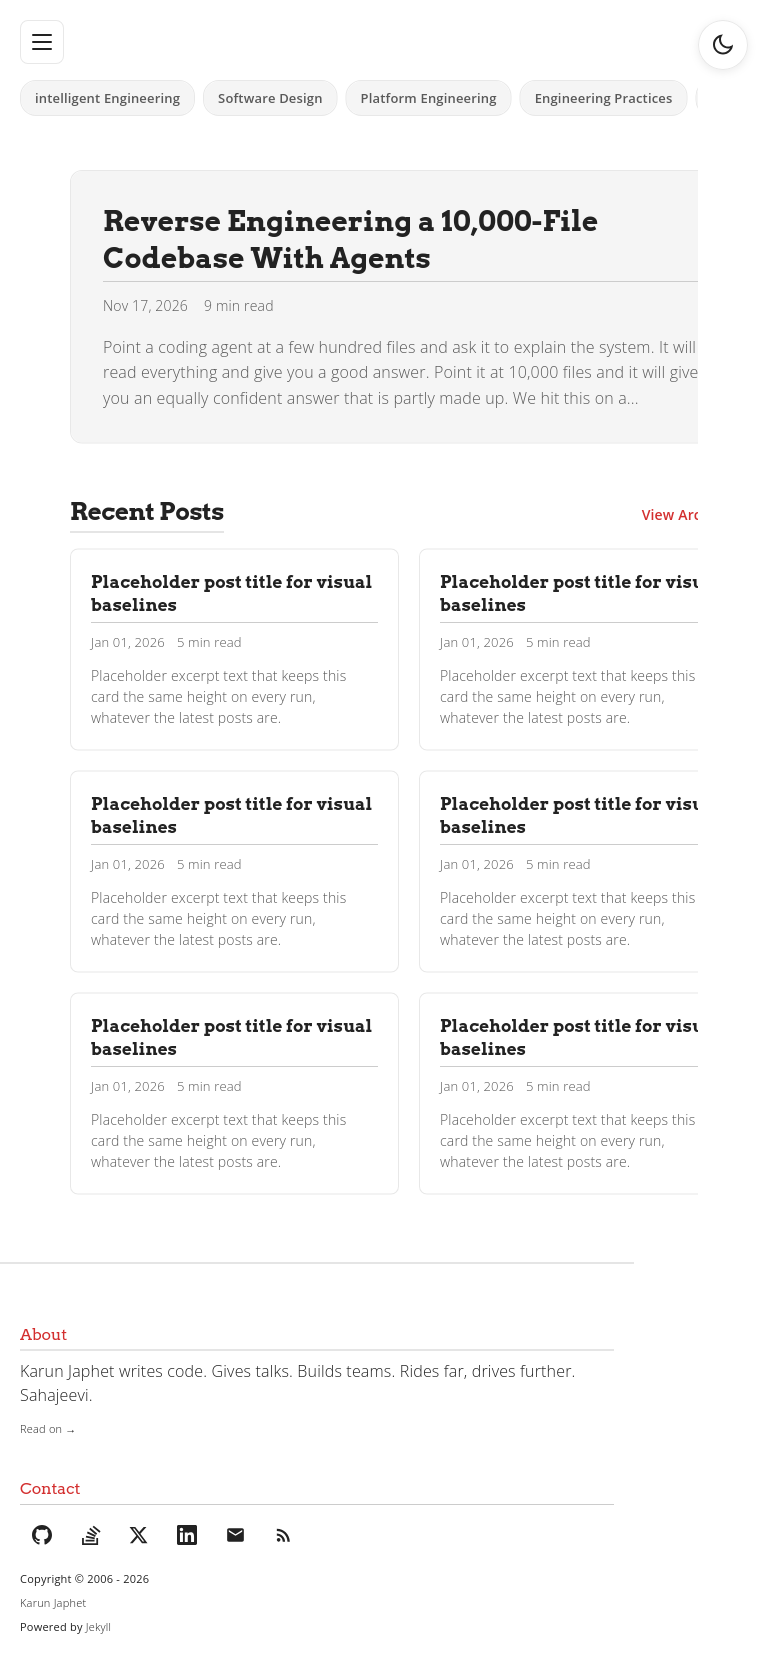 intelligent Engineering Software Design Platform Engineering Engineering Practices
Reverse Engineering a 10,000-File
Codebase With Agents
Nov 17, 2026 9 min read
Point a coding agent at a few hundred files and ask it to explain the system. It will
read everything and give you a good answer. Point it at 10,000 files and it will give
you an equally confident answer that is partly made up. We hit this on a...
Recent Posts
View
Placeholder post title for visual
baselines
Jan 01, 2026 5 min read
Placeholder excerpt text that keeps this
card the same height on every run,
whatever the latest posts are.
Placeholder post title for
baselines
Jan 01, 2026 5 min read
Placeholder excerpt text that keeps this
card the same height on every run,
whatever the latest posts are.
Placeholder post title for visual
baselines
Jan 01, 2026 5 min read
Placeholder excerpt text that keeps this
card the same height on every run,
whatever the latest posts are.
Placeholder post title for
baselines
Jan 01, 2026 5 min read
Placeholder excerpt text that keeps this
card the same height on every run,
whatever the latest posts are.
Placeholder post title for visual
baselines
Jan 01, 2026 5 min read
Placeholder excerpt text that keeps this
card the same height on every run,
whatever the latest posts are.
Placeholder post title for
baselines
Jan 01, 2026 5 min read
Placeholder excerpt text that keeps this
card the same height on every run,
whatever the latest posts are.
About
Karun Japhet writes code. Gives talks. Builds teams. Rides far, drives further.
Sahajeevi.
Read on →
Contact
Copyright © 2006 - 2026
Karun Japhet
Powered by Jekyll